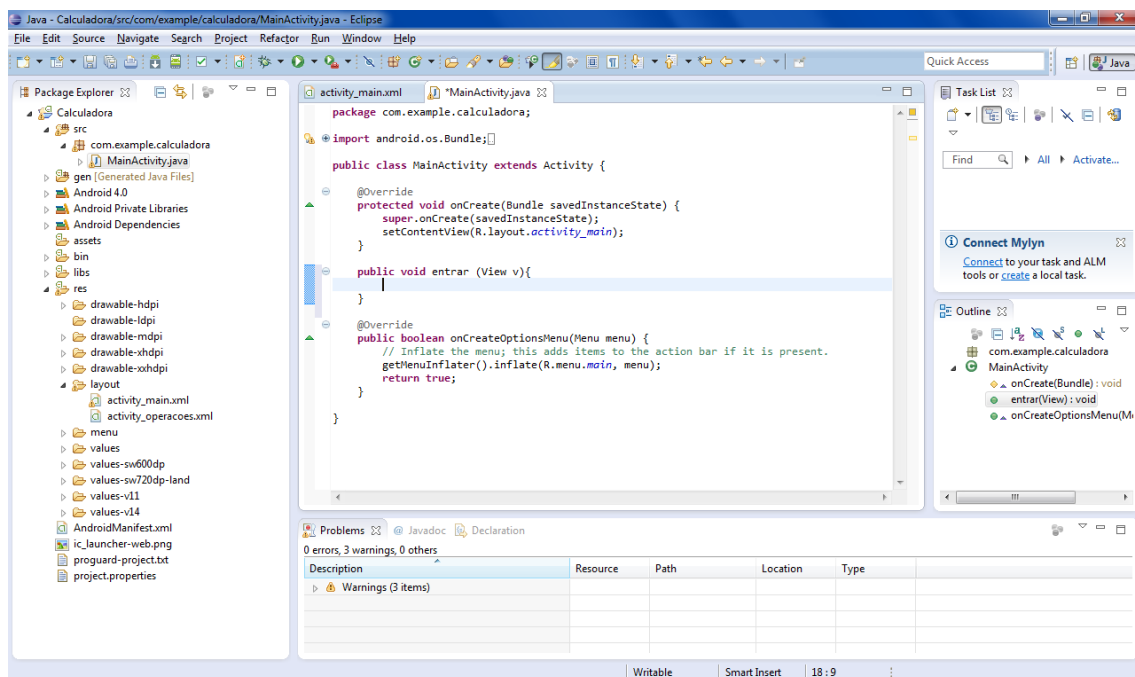 Java - Calculadora/src/com/example/calculadora/MainActivity.java - Eclipse
File Edit Source Navigate Search Project Refactor Run Window Help
Quick Access
Java
Package Explorer
Calculadora
src
com.example.calculadora
MainActivity.java
gen [Generated Java Files]
Android 4.0
Android Private Libraries
Android Dependencies
assets
bin
libs
res
drawable-hdpi
drawable-ldpi
drawable-mdpi
drawable-xhdpi
drawable-xxhdpi
layout
activity_main.xml
activity_operacoes.xml
menu
values
values-sw600dp
values-sw720dp-land
values-v11
values-v14
AndroidManifest.xml
ic_launcher-web.png
proguard-project.txt
project.properties
activity_main.xml *MainActivity.java
package com.example.calculadora;
import android.os.Bundle;
public class MainActivity extends Activity {
@Override
protected void onCreate(Bundle savedInstanceState) {
super.onCreate(savedInstanceState);
setContentView(R.layout.activity_main);
}
public void entrar (View v){
}
@Override
public boolean onCreateOptionsMenu(Menu menu) {
// Inflate the menu; this adds items to the action bar if it is present.
getMenuInflater().inflate(R.menu.main, menu);
return true;
}
}
Task List
Find All Activate...
Connect Mylyn
Connect to your task and ALM
tools or create a local task.
Outline
com.example.calculadora
MainActivity
onCreate(Bundle) : void
entrar(View) : void
onCreateOptionsMenu(M
Problems @ Javadoc Declaration
0 errors, 3 warnings, 0 others
Description Resource Path Location Type
Warnings (3 items)
Writable Smart Insert 18 : 9